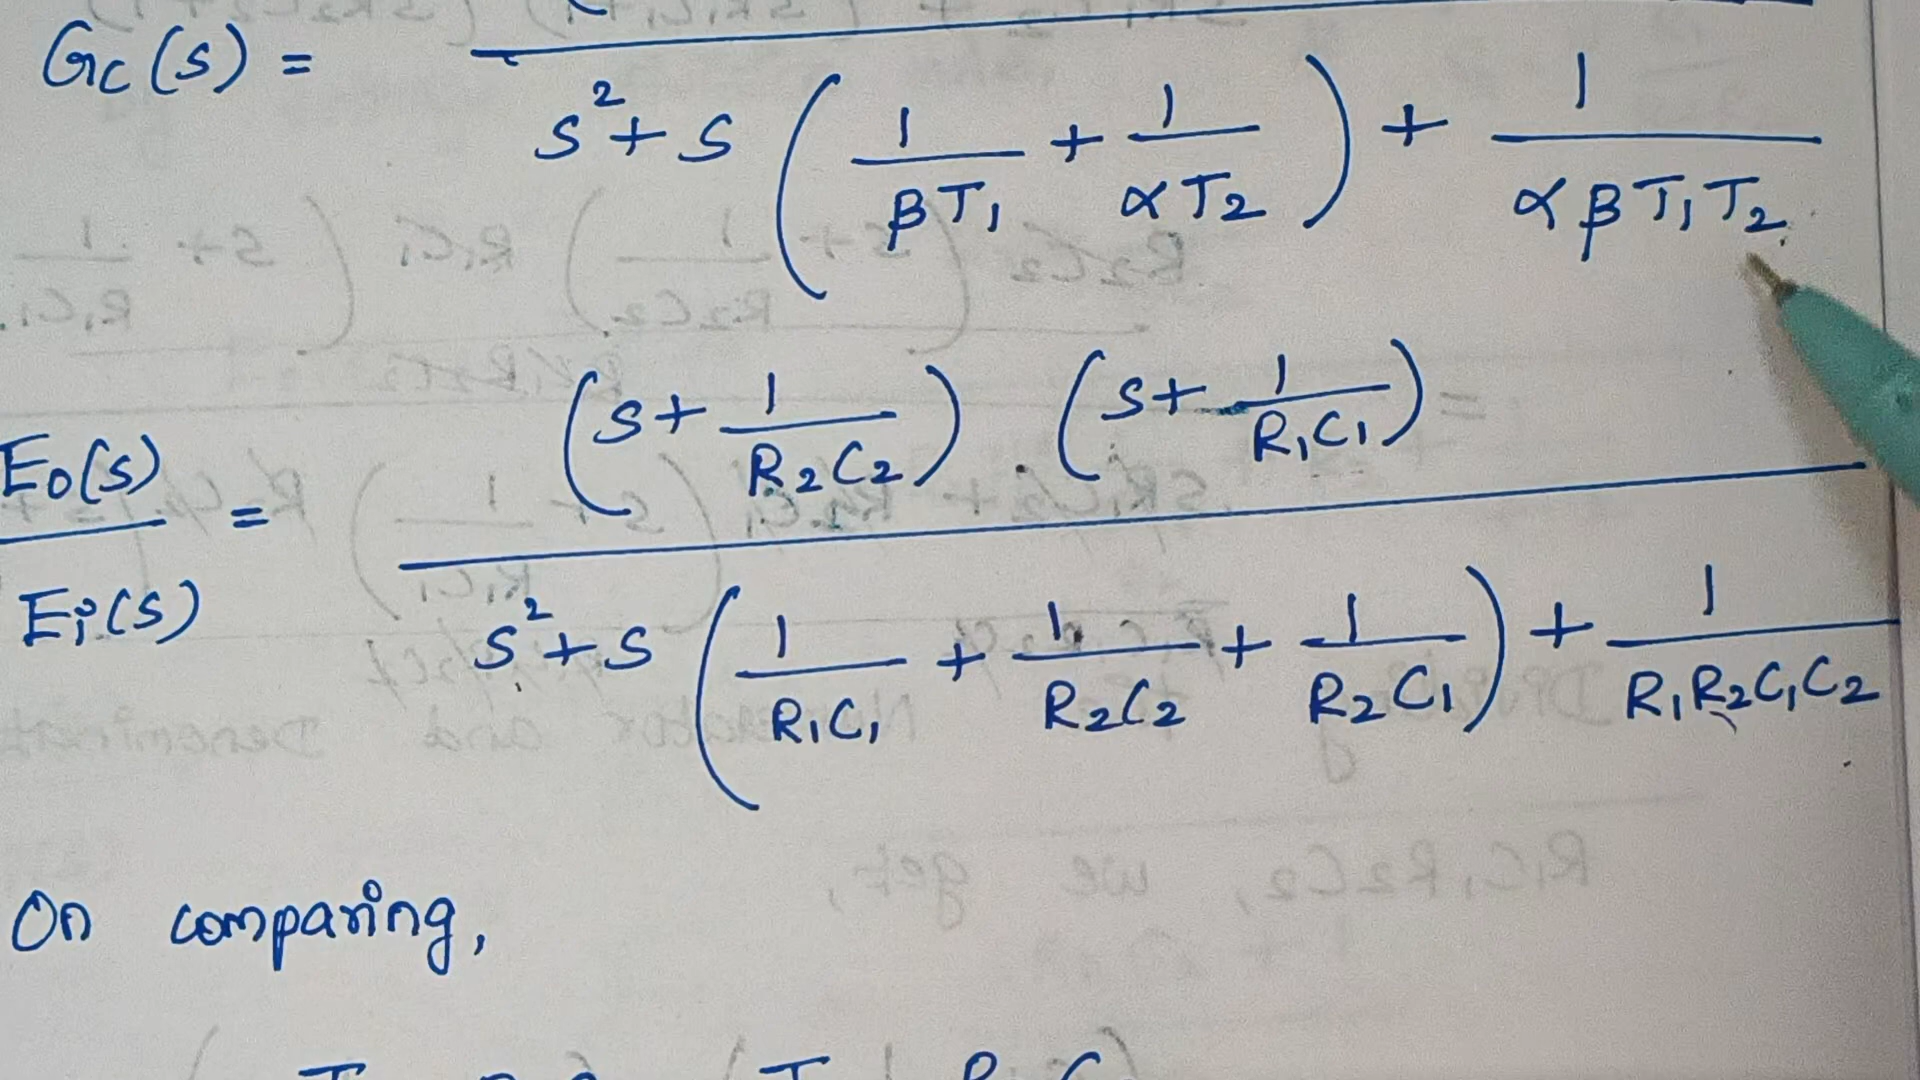 Gc(s) =
s² + s ( 1/βT₁ + 1/αT₂ ) + 1/αβT₁T₂
E₀(s)/Eᵢ(s) = (s + 1/R₂C₂) . (s + 1/R₁C₁)
s² + s ( 1/R₁C₁ + 1/R₂C₂ + 1/R₂C₁ ) + 1/R₁R₂C₁C₂
On comparing,